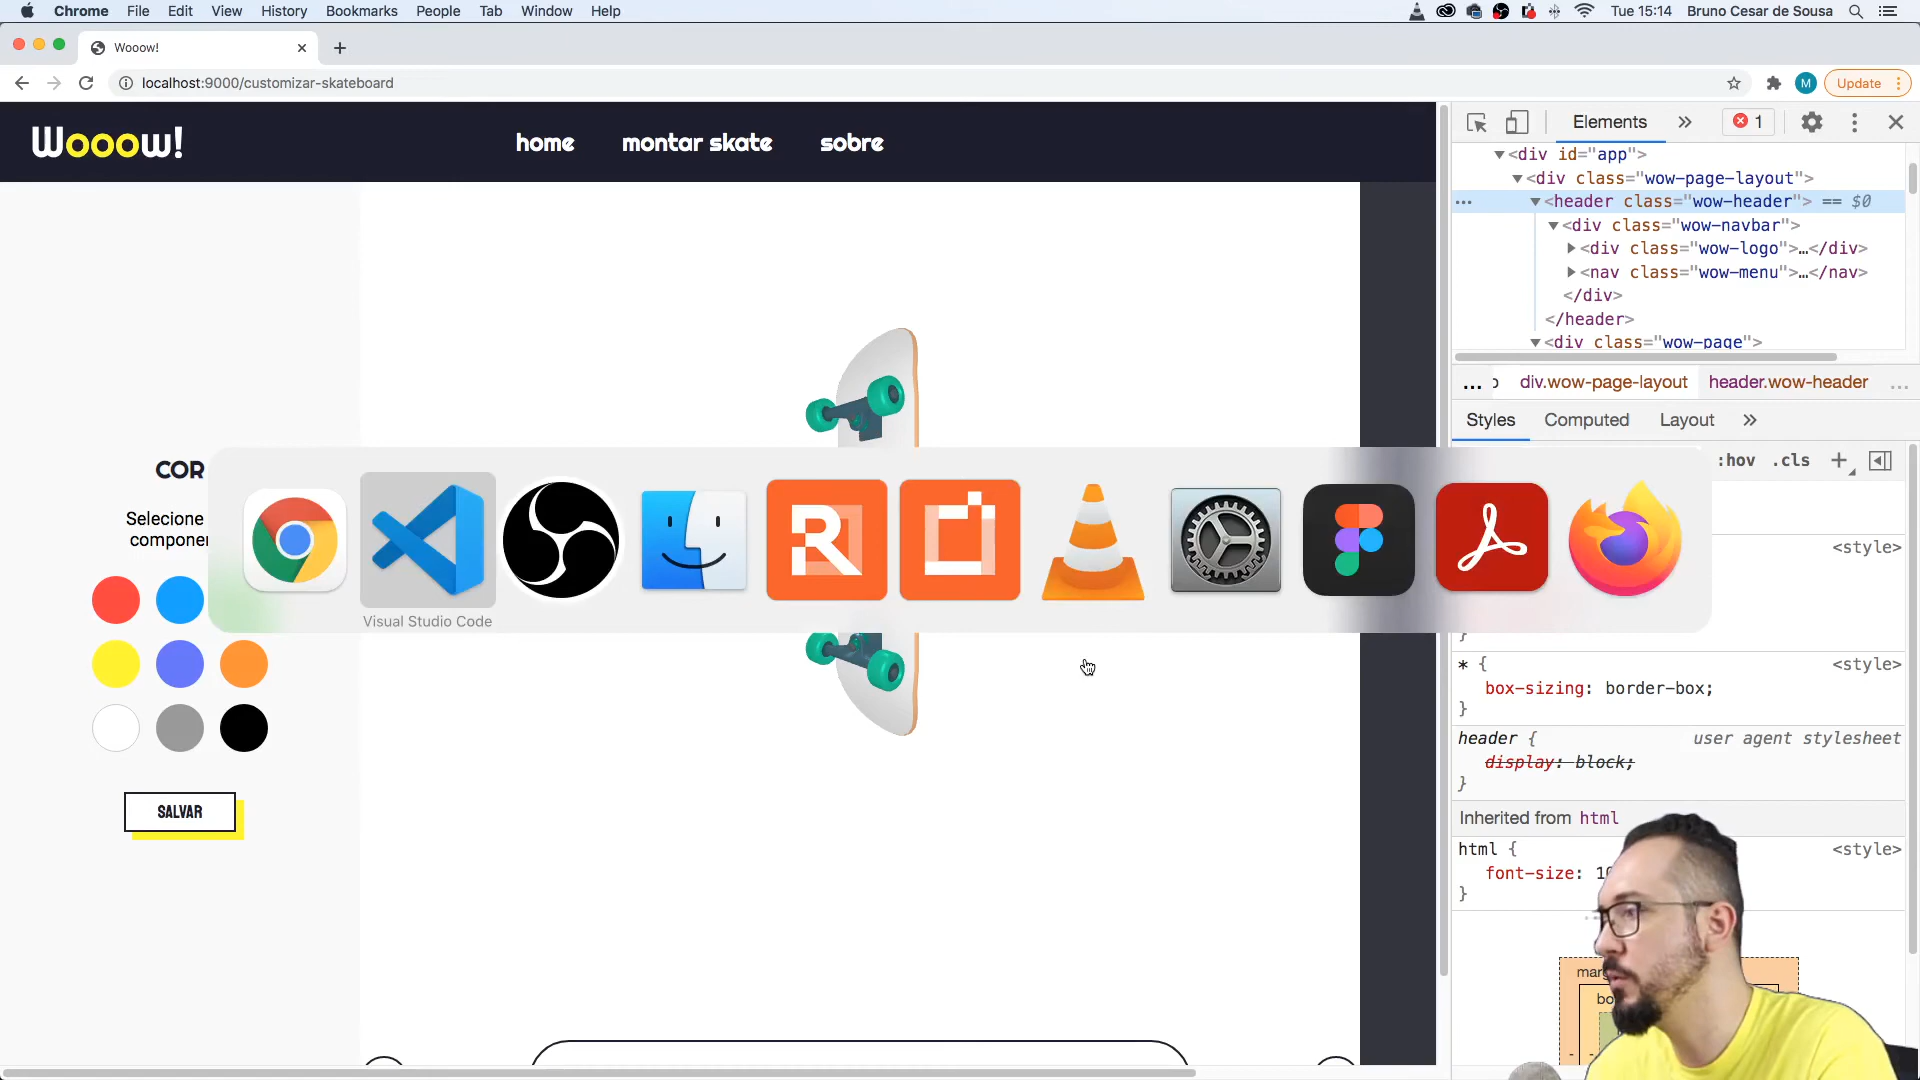 Chrome File Edit View History Bookmarks People Tab Window Help
Tue 15:14 Bruno Cesar de Sousa
Wooow!
localhost:9000/customizar-skateboard
M
Update
Wooow!
home montar skate sobre
Elements
1
<div id="app">
<div class="wow-page-layout">
<header class="wow-header"> == $0
<div class="wow-navbar">
<div class="wow-logo">…</div>
<nav class="wow-menu">…</nav>
</div>
</header>
<div class="wow-page">
div.wow-page-layout header.wow-header
Styles Computed Layout
:hov .cls
COR
Selecione
componen
SALVAR
Visual Studio Code
<style>
}
* {
<style>
box-sizing: border-box;
}
header {
user agent stylesheet
display: block;
}
Inherited from html
html {
<style>
font-size: 10
}